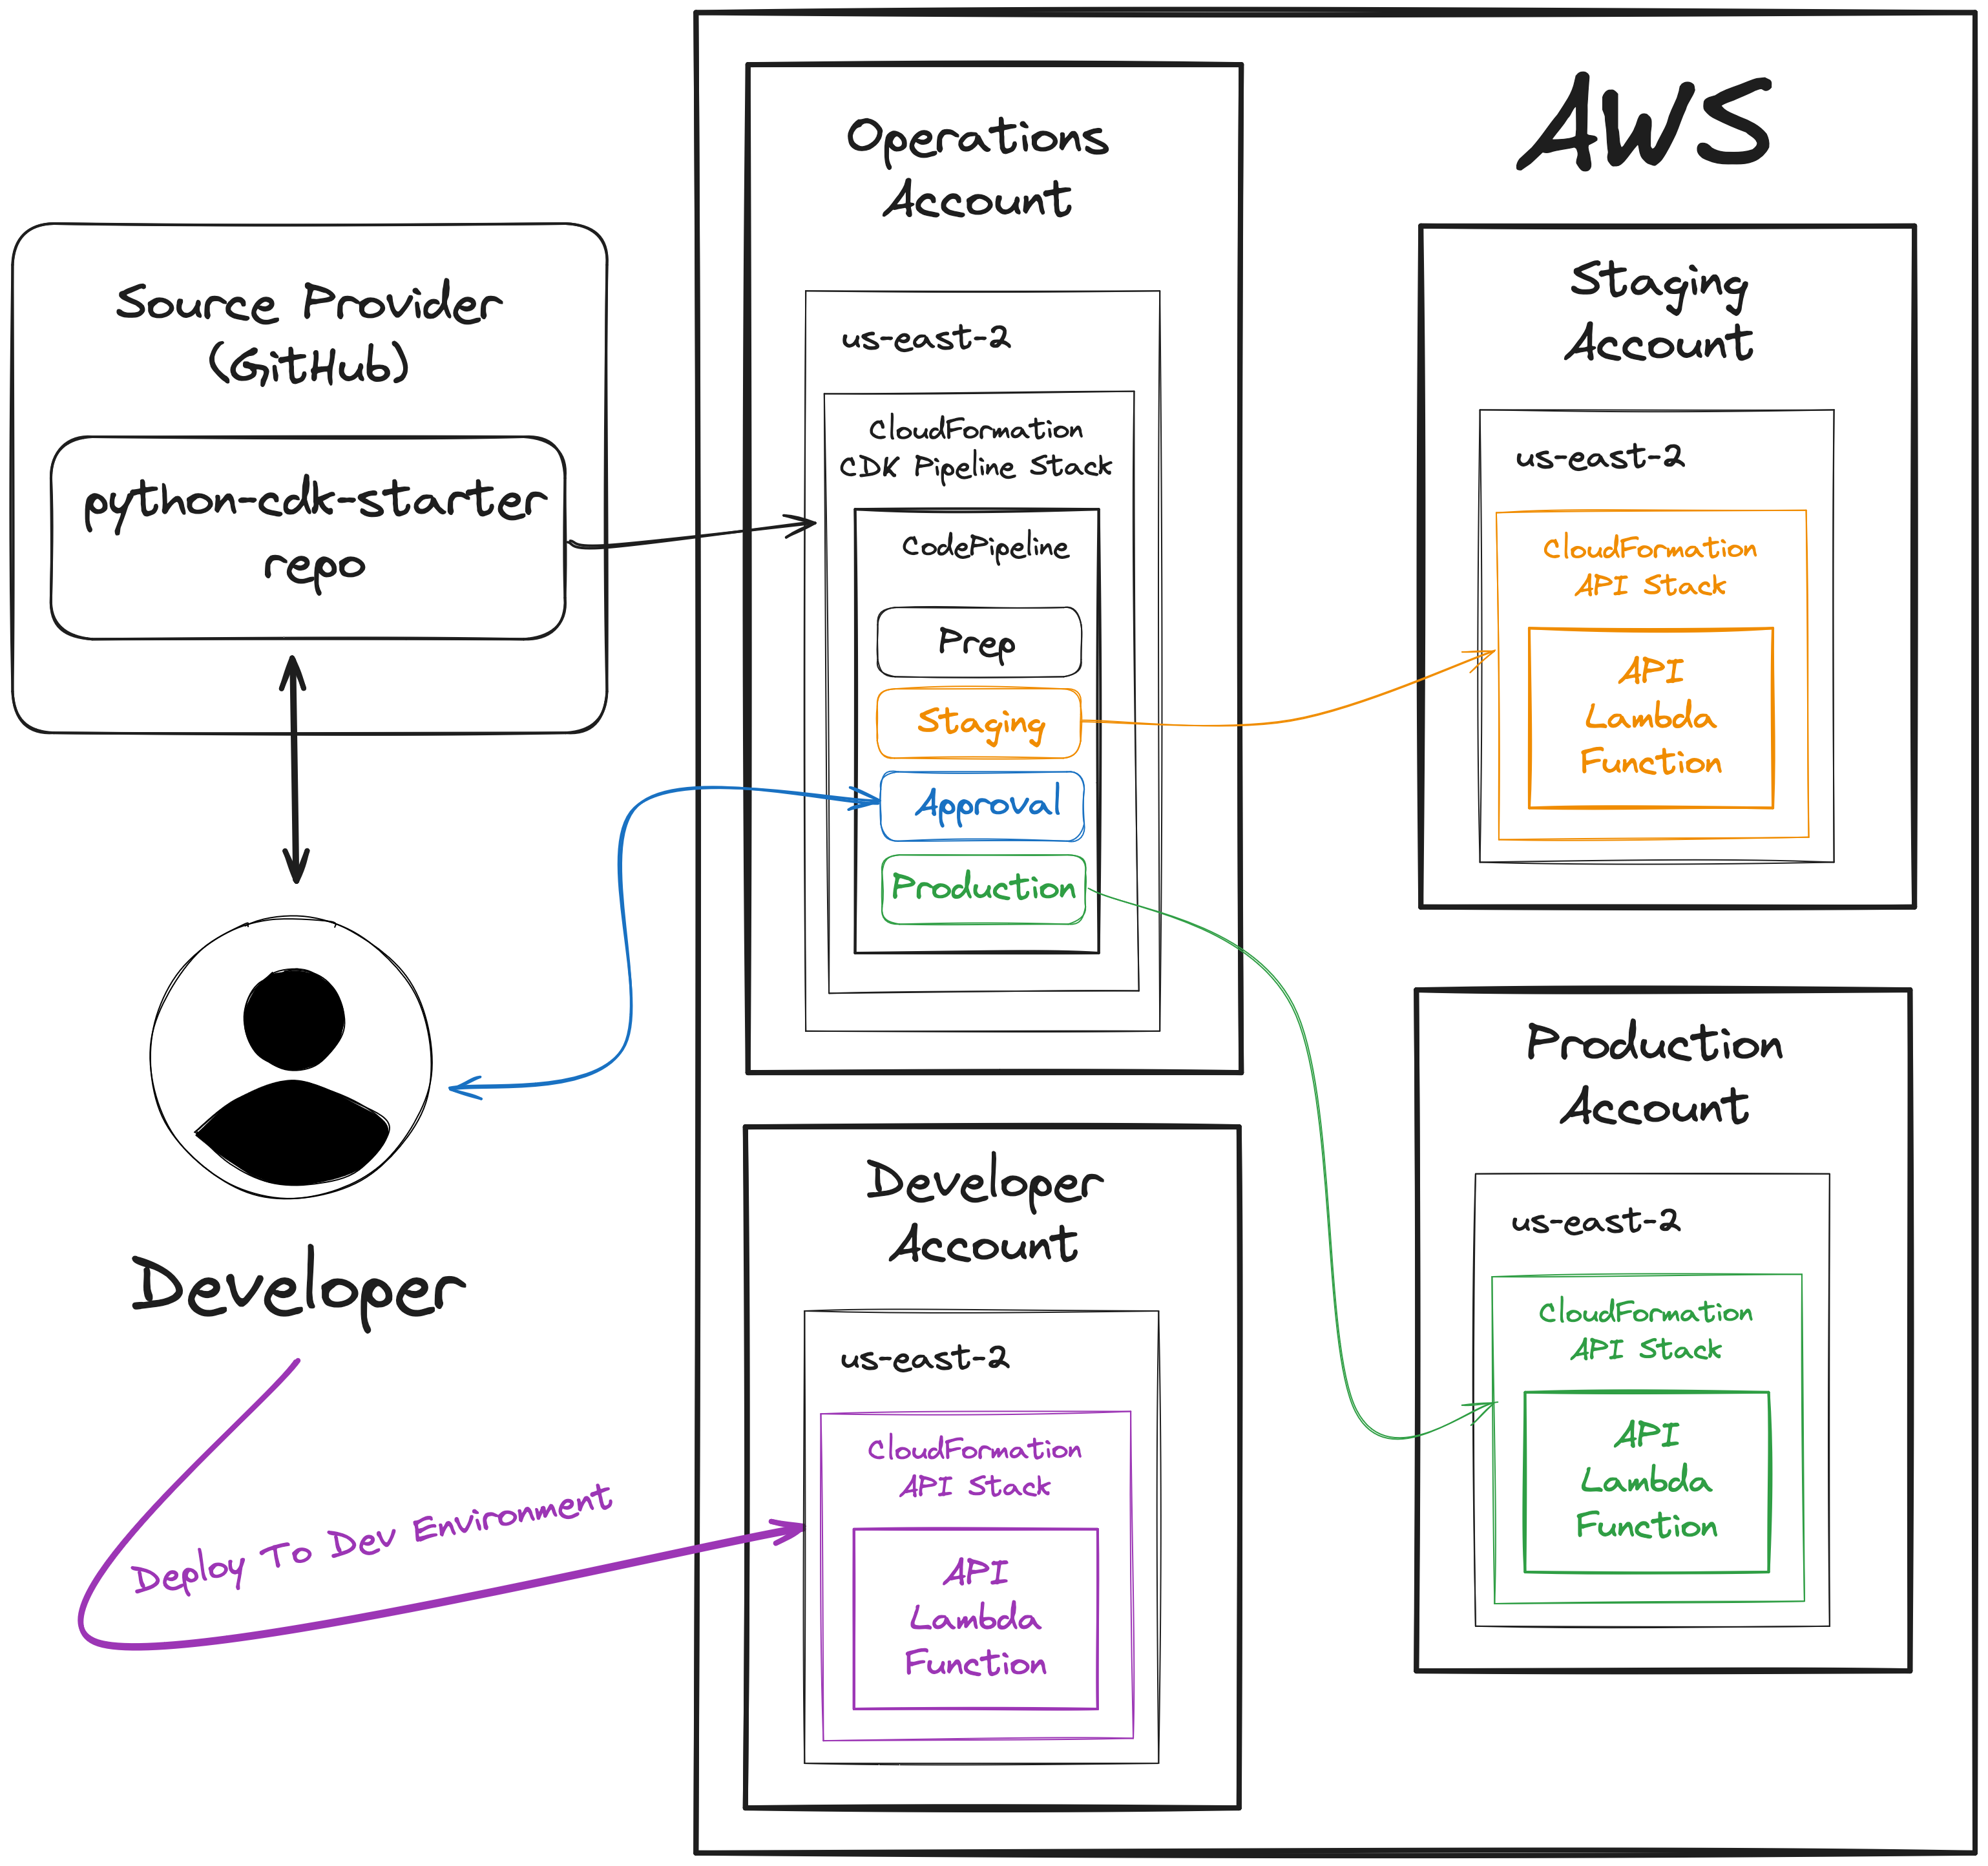 AWS
Source Provider
(GitHub)
python-cdk-starter
repo
Developer
Deploy To Dev Environment
Operations
Account
us-east-2
CloudFormation
CDK Pipeline Stack
CodePipeline
Prep
Staging
Approval
Production
Developer
Account
us-east-2
CloudFormation
API Stack
API
Lambda
Function
Staging
Account
us-east-2
CloudFormation
API Stack
API
Lambda
Function
Production
Account
us-east-2
CloudFormation
API Stack
API
Lambda
Function